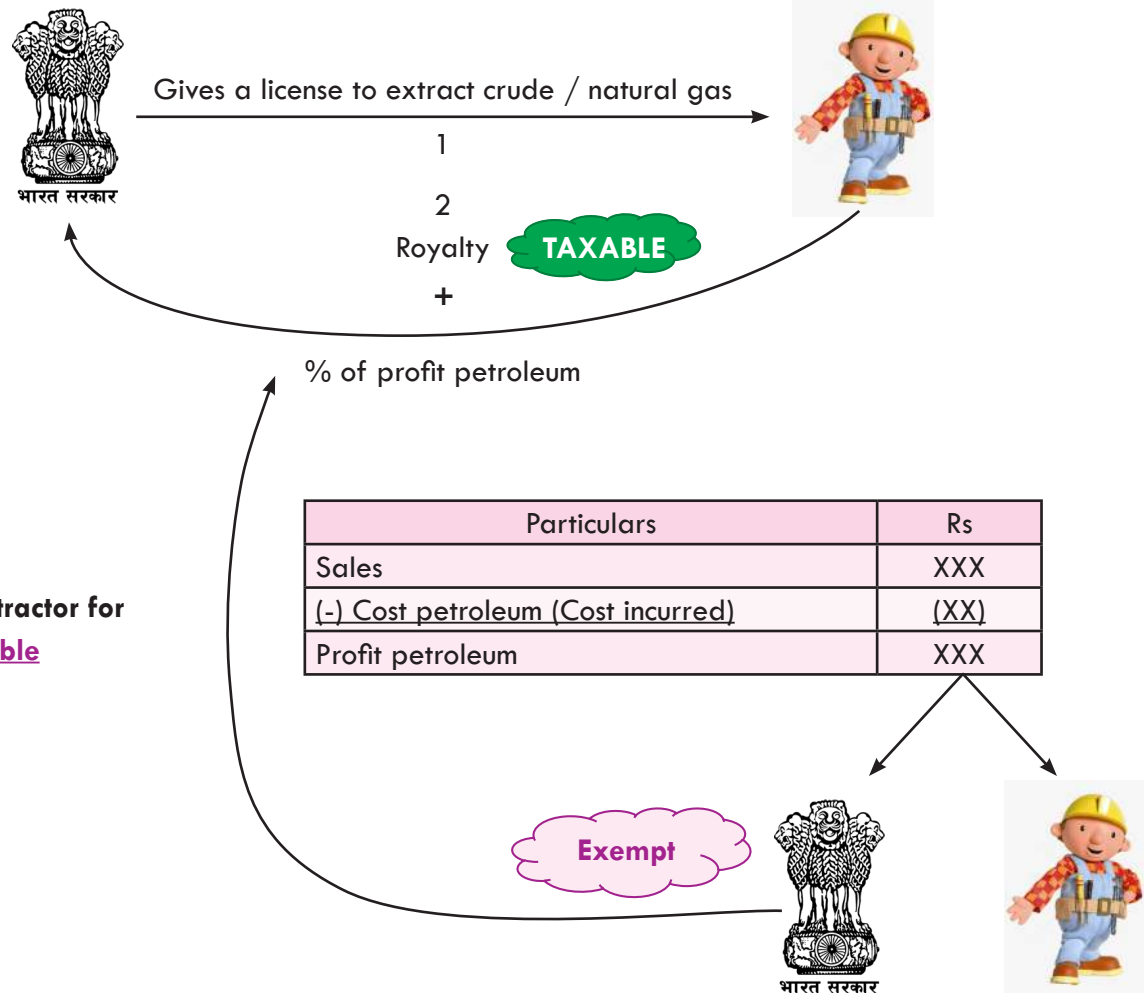 Gives a license to extract crude / natural gas
1
भारत सरकार
2
Royalty TAXABLE
+
% of profit petroleum
Particulars Rs
Sales XXX
(-) Cost petroleum (Cost incurred) (XX)
Profit petroleum XXX
tractor for
ble
Exempt
भारत सरकार